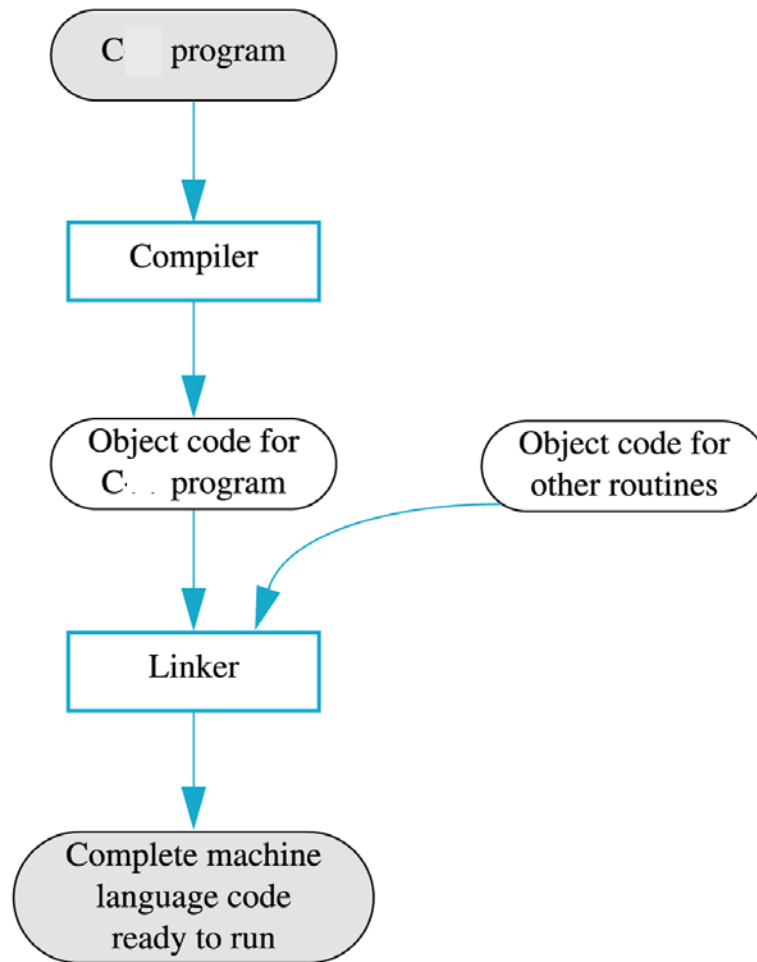 C program
Compiler
Object code for
C program
Object code for
other routines
Linker
Complete machine
language code
ready to run